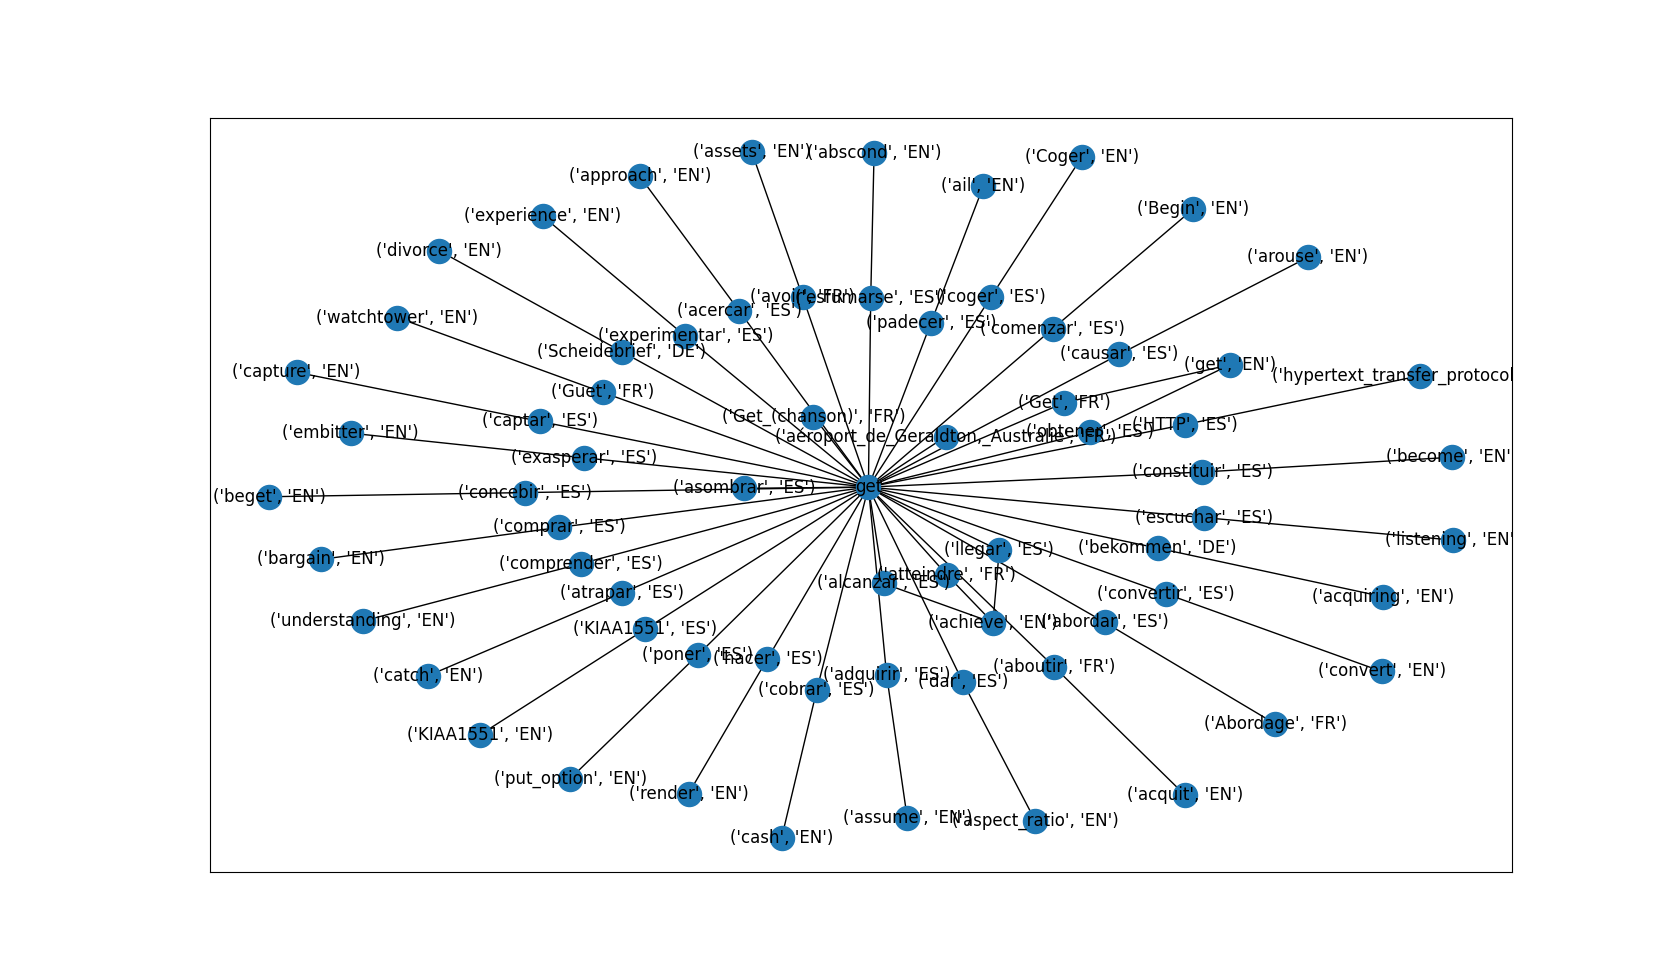 ('assets', 'EN')
('abscond', 'EN')
('Coger', 'EN')
('approach', 'EN')
('ail', 'EN')
('experience', 'EN')
('Begin', 'EN')
('divorce', 'EN')
('arouse', 'EN')
('avoir', 'FR')
('esfumarse', 'ES')
('coger', 'ES')
('acercar', 'ES')
('watchtower', 'EN')
('padecer', 'ES')
('comenzar', 'ES')
('experimentar', 'ES')
('Scheidebrief', 'DE')
('causar', 'ES')
('get', 'EN')
('capture', 'EN')
('hypertext_transfer_protocol
('Guet', 'FR')
('Get', 'FR')
('Get_(chanson)', 'FR')
('captar', 'ES')
('HTTP', 'ES')
('embitter', 'EN')
('obtener', 'ES')
('aéroport_de_Geraldton,_Australie', 'FR')
('exasperar', 'ES')
('become', 'EN'
('constituir', 'ES')
('asombrar', 'ES')
get
('beget', 'EN')
('concebir', 'ES')
('escuchar', 'ES')
('comprar', 'ES')
('listening', 'EN'
('llegar', 'ES')
('bekommen', 'DE')
('bargain', 'EN')
('comprender', 'ES')
('atteindre', 'FR')
('alcanzar', 'ES')
('atrapar', 'ES')
('convertir', 'ES')
('acquiring', 'EN')
('understanding', 'EN')
('achieve', 'EN')
('abordar', 'ES')
('KIAA1551', 'ES')
('poner', 'ES')
('nacer', 'ES')
('aboutir', 'FR')
('convert', 'EN')
('catch', 'EN')
('adquirir', 'ES')
('dar', 'ES')
('cobrar', 'ES')
('Abordage', 'FR')
('KIAA1551', 'EN')
('put_option', 'EN')
('render', 'EN')
('acquit', 'EN')
('assume', 'EN')
('aspect_ratio', 'EN')
('cash', 'EN')